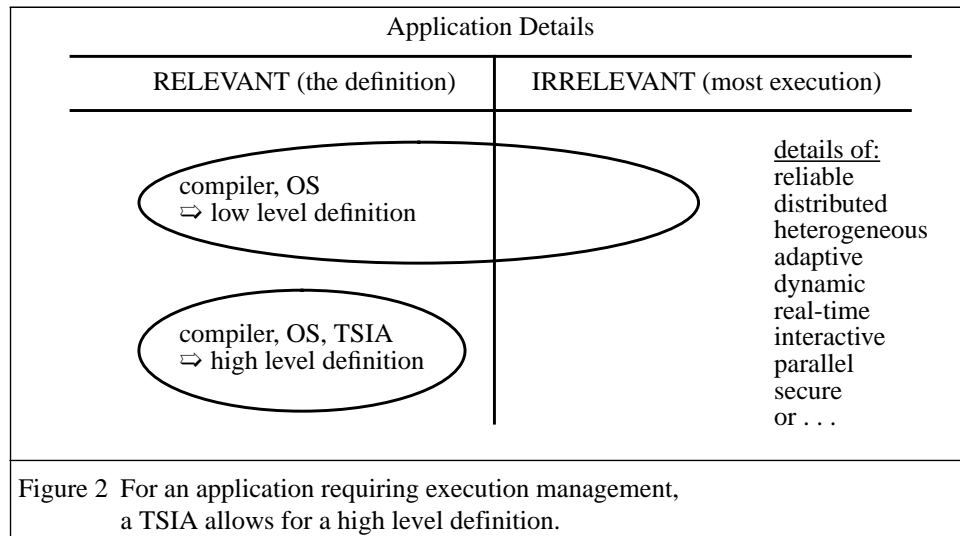 Application Details
RELEVANT (the definition)
IRRELEVANT (most execution)
compiler, OS
⇨ low level definition
compiler, OS, TSIA
⇨ high level definition
details of:
reliable
distributed
heterogeneous
adaptive
dynamic
real-time
interactive
parallel
secure
or . . .
Figure 2 For an application requiring execution management,
a TSIA allows for a high level definition.